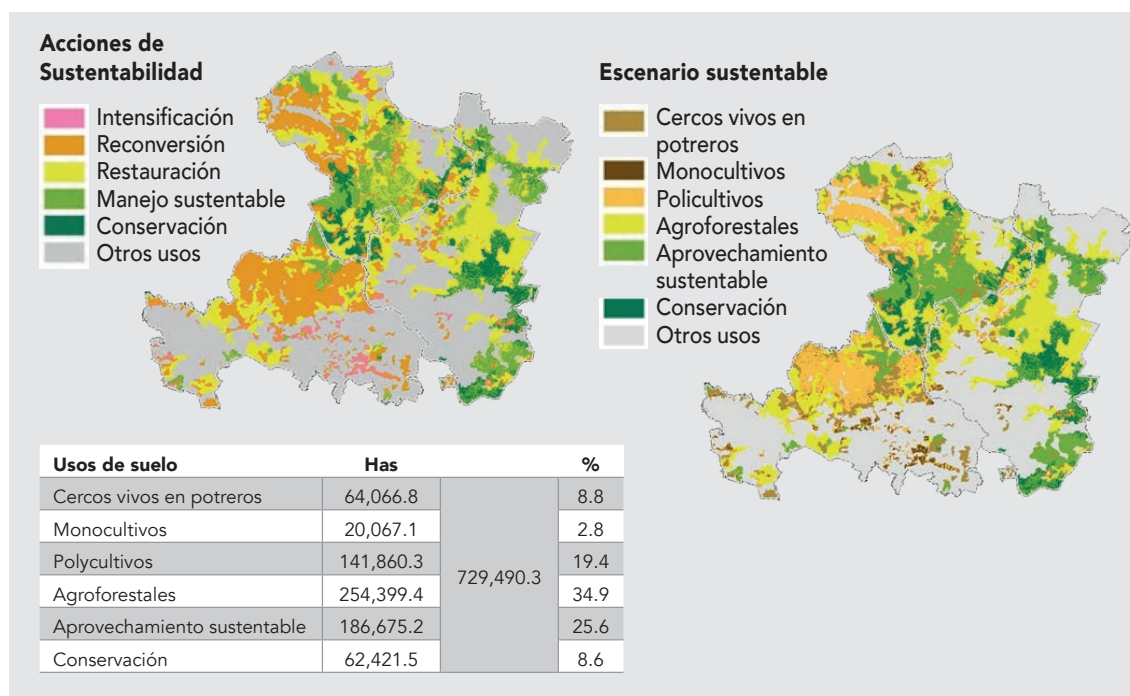 Acciones de
Sustentabilidad
Intensificación
Reconversión
Restauración
Manejo sustentable
Conservación
Otros usos
Escenario sustentable
Cercos vivos en
potreros
Monocultivos
Policultivos
Agroforestales
Aprovechamiento
sustentable
Conservación
Otros usos
Usos de suelo Has %
Cercos vivos en potreros 64,066.8 8.8
Monocultivos 20,067.1 2.8
Polycultivos 141,860.3 19.4
729,490.3
Agroforestales 254,399.4 34.9
Aprovechamiento sustentable 186,675.2 25.6
Conservación 62,421.5 8.6